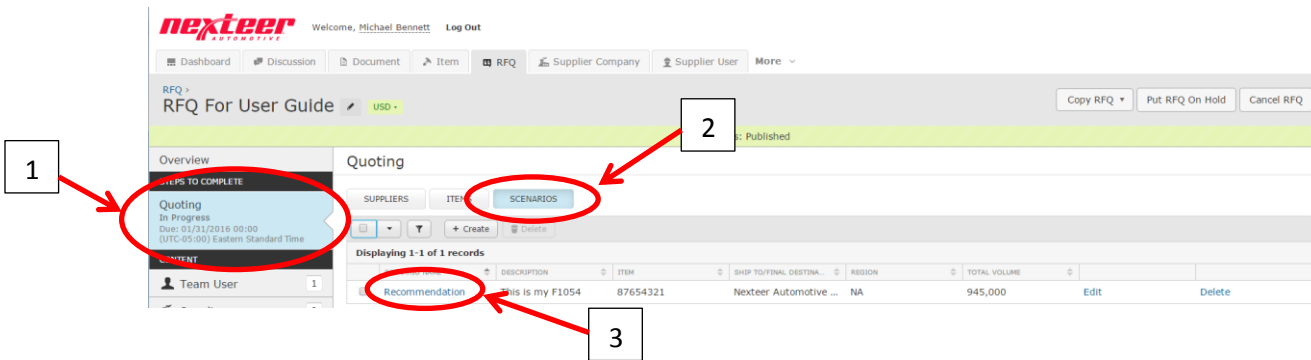 nexteer
AUTOMOTIVE
Welcome, Michael Bennett Log Out
Dashboard Discussion Document Item RFQ Supplier Company Supplier User More
RFQ ›
RFQ For User Guide USD
Copy RFQ Put RFQ On Hold Cancel RFQ
2
s: Published
1
Overview
STEPS TO COMPLETE
Quoting
In Progress
Due: 01/31/2016 00:00
(UTC-05:00) Eastern Standard Time
CONTENT
Team User 1
Quoting
SUPPLIERS ITEMS SCENARIOS
+ Create Delete
Displaying 1-1 of 1 records
DESCRIPTION ITEM SHIP TO/FINAL DESTINA... REGION TOTAL VOLUME
Recommendation This is my F1054 87654321 Nexteer Automotive ... NA 945,000 Edit Delete
3